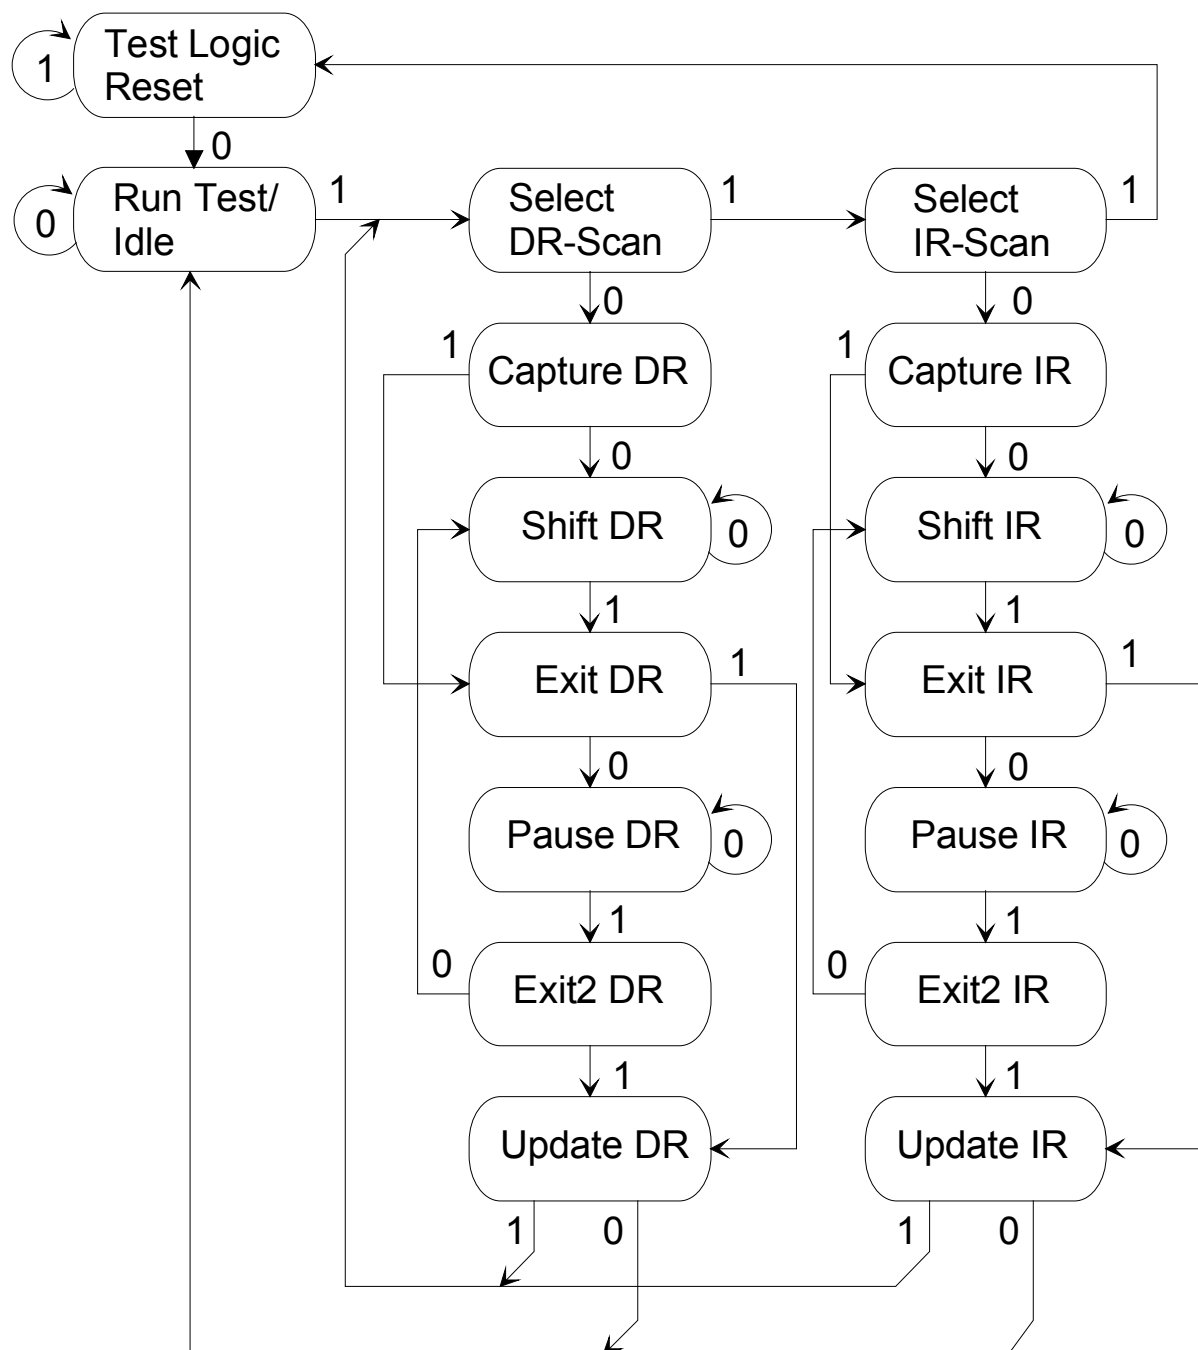 Test Logic
Reset
1
0
Run Test/
Idle
0
1
Select
DR-Scan
1
Select
IR-Scan
1
0
0
1
Capture DR
1
Capture IR
0
0
Shift DR
0
Shift IR
0
1
1
Exit DR
1
Exit IR
1
0
0
Pause DR
0
Pause IR
0
1
1
0
Exit2 DR
0
Exit2 IR
1
1
Update DR
Update IR
1
0
1
0